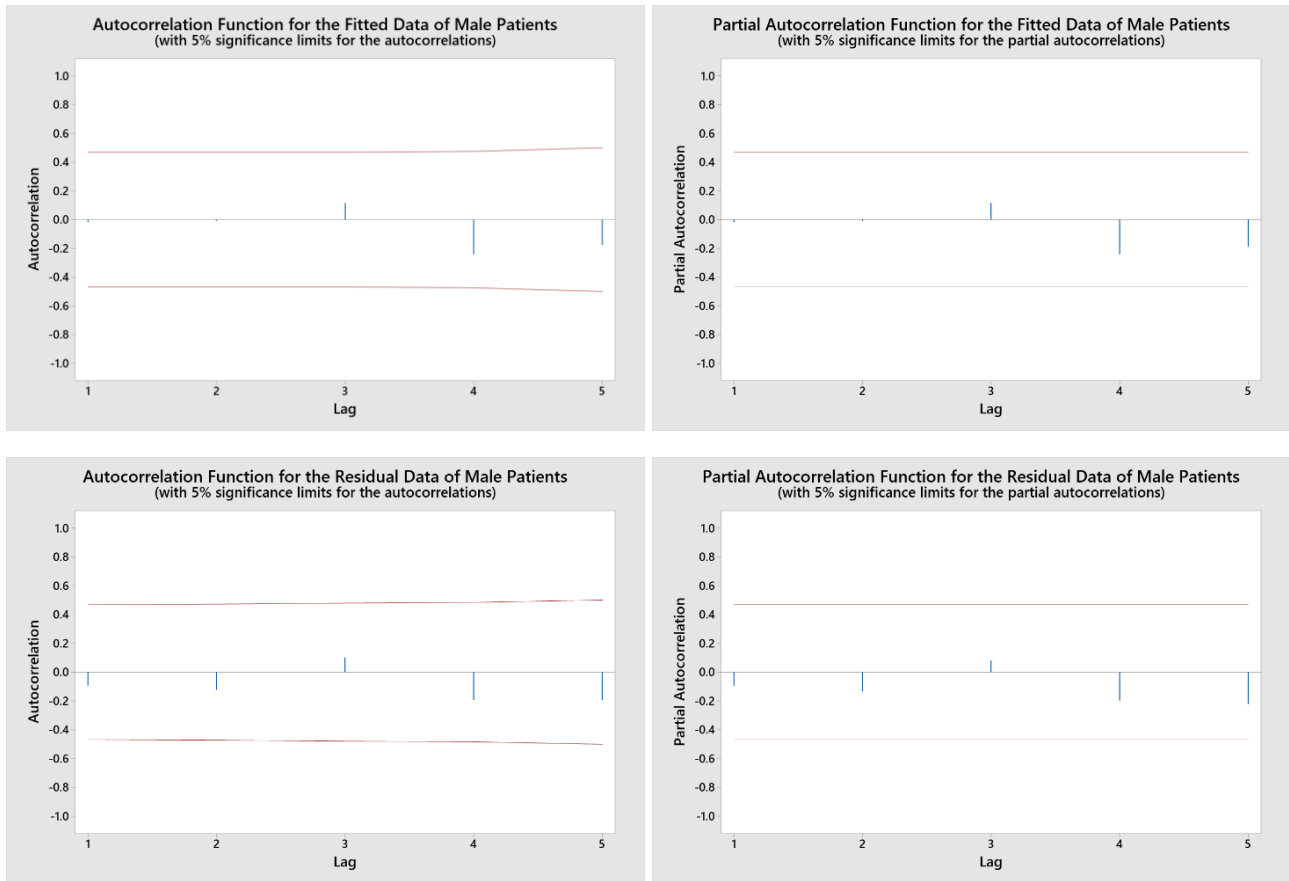 Autocorrelation Function for the Fitted Data of Male Patients
(with 5% significance limits for the autocorrelations)
1.0
0.8
0.6
0.4
0.2
0.0
-0.2
-0.4
-0.6
-0.8
-1.0
Autocorrelation
1 2 3 4 5
Lag
Partial Autocorrelation Function for the Fitted Data of Male Patients
(with 5% significance limits for the partial autocorrelations)
1.0
0.8
0.6
0.4
0.2
0.0
-0.2
-0.4
-0.6
-0.8
-1.0
Partial Autocorrelation
1 2 3 4 5
Lag
Autocorrelation Function for the Residual Data of Male Patients
(with 5% significance limits for the autocorrelations)
1.0
0.8
0.6
0.4
0.2
0.0
-0.2
-0.4
-0.6
-0.8
-1.0
Autocorrelation
1 2 3 4 5
Lag
Partial Autocorrelation Function for the Residual Data of Male Patients
(with 5% significance limits for the partial autocorrelations)
1.0
0.8
0.6
0.4
0.2
0.0
-0.2
-0.4
-0.6
-0.8
-1.0
Partial Autocorrelation
1 2 3 4 5
Lag